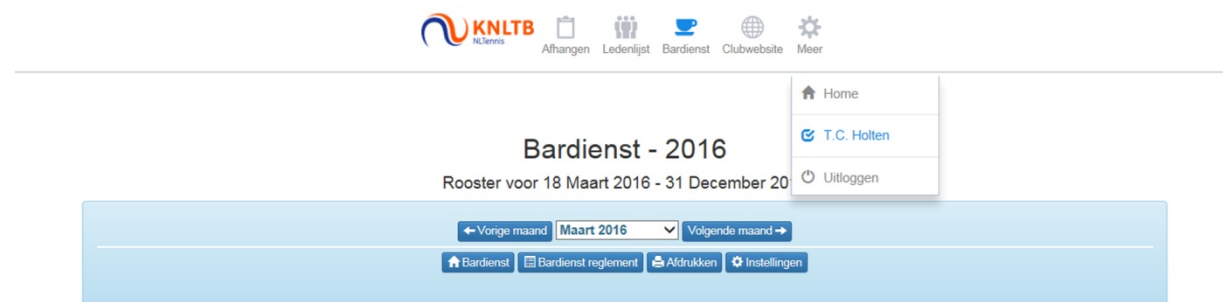 KNLTB
NLTennis
Afhangen Ledenlijst Bardienst Clubwebsite Meer
Home
T.C. Holten
Uitloggen
Bardienst - 2016
Rooster voor 18 Maart 2016 - 31 December 20
Vorige maand Maart 2016 Volgende maand
Bardienst Bardienst reglement Afdrukken Instellingen